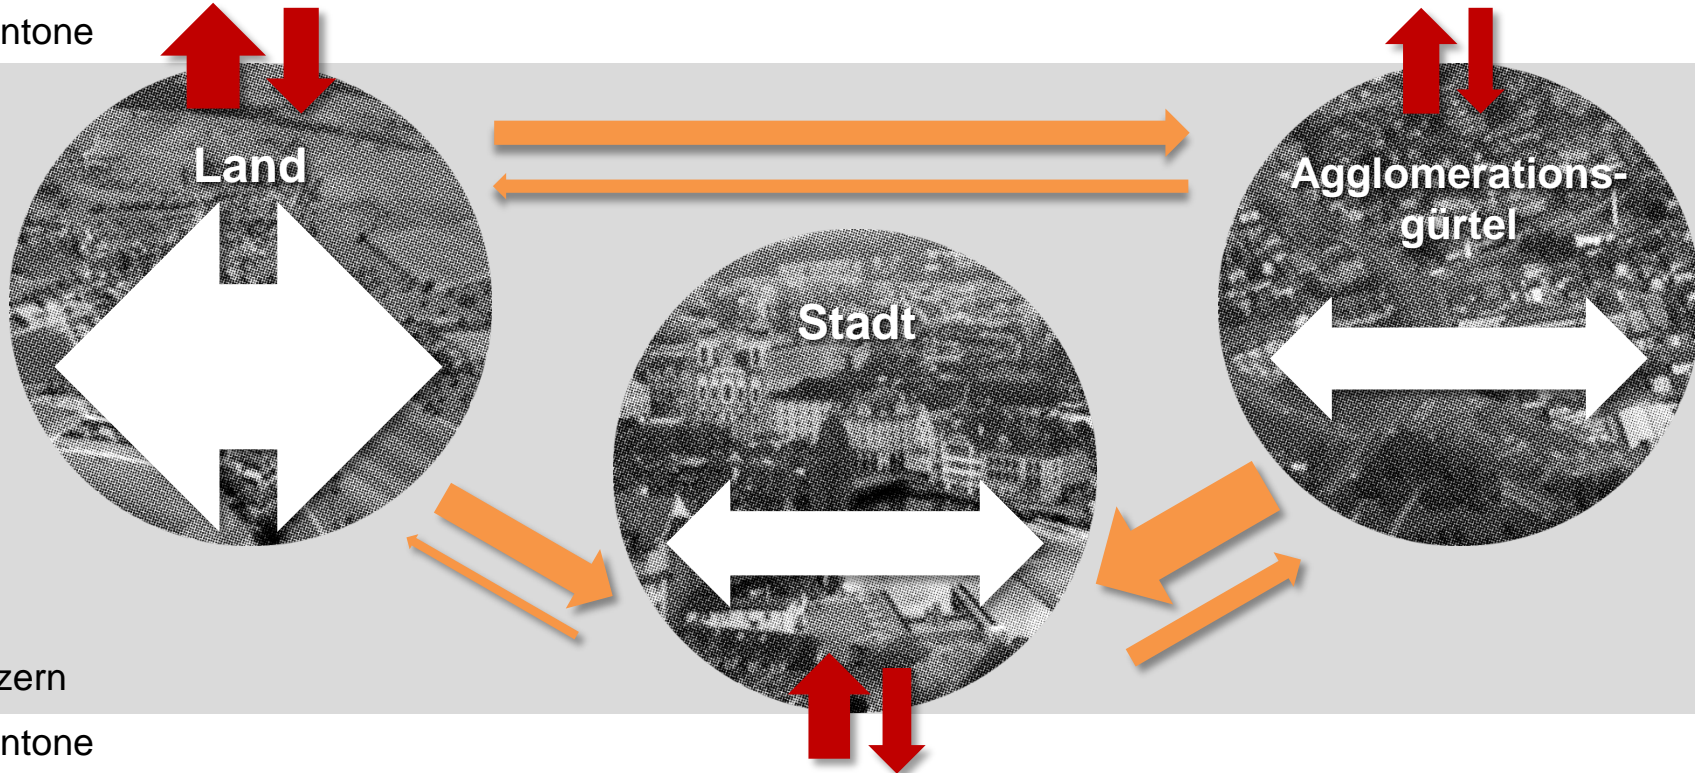 ntone
Land
Agglomerations-
gürtel
Stadt
zern
ntone